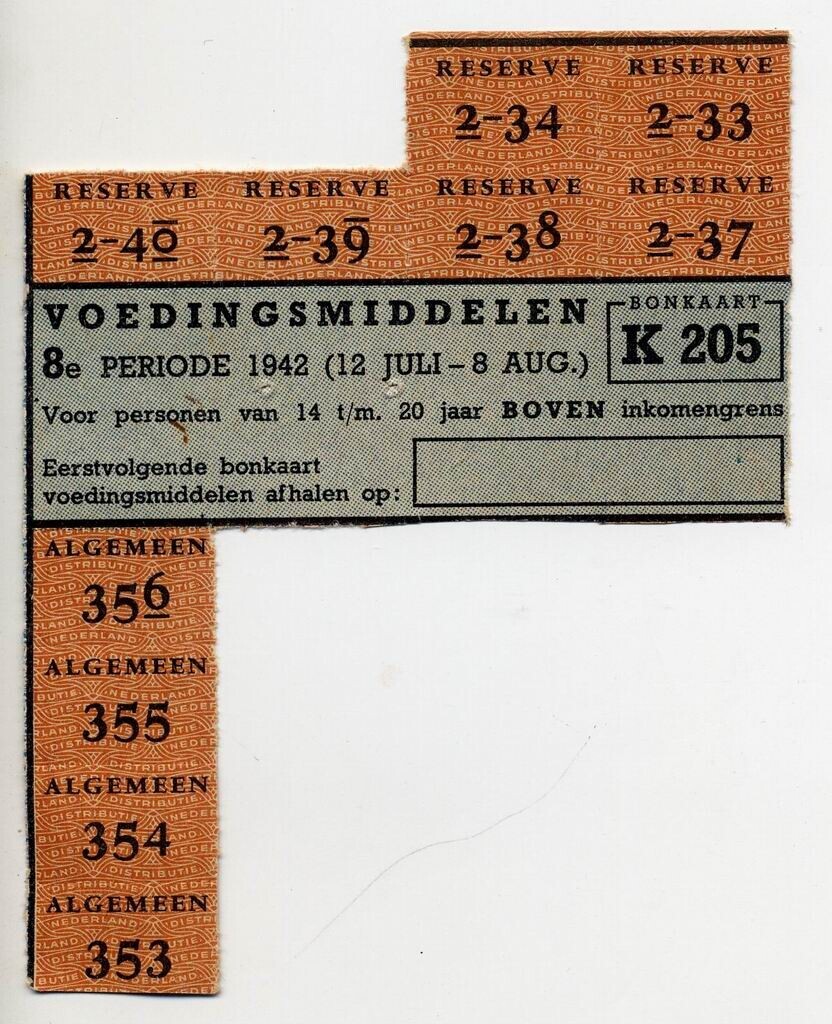 RESERVE RESERVE
2-34 2-33
RESERVE RESERVE RESERVE RESERVE
2-40 2-39 2-38 2-37
VOEDINGSMIDDELEN
BONKAART
K 205
8e PERIODE 1942 (12 JULI – 8 AUG.)
Voor personen van 14 t/m. 20 jaar BOVEN inkomengrens
Eerstvolgende bonkaart
voedingsmiddelen afhalen op:
ALGEMEEN
356
ALGEMEEN
355
ALGEMEEN
354
ALGEMEEN
353